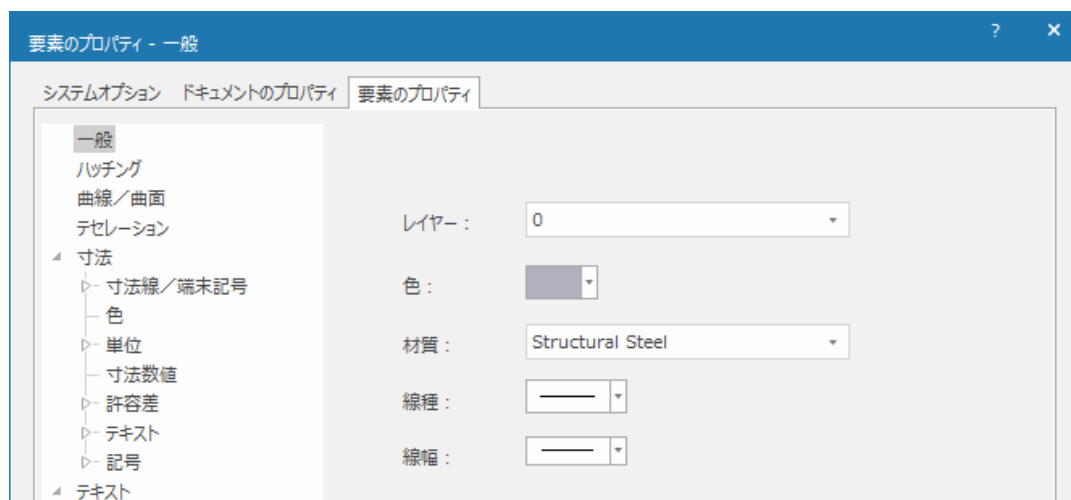 要素のプロパティ - 一般
? ×
システムオプション ドキュメントのプロパティ 要素のプロパティ
一般
ハッチング
曲線／曲面
テセレーション
寸法
寸法線／端末記号
色
単位
寸法数値
許容差
テキスト
記号
テキスト
レイヤー： 0
色：
材質： Structural Steel
線種：
線幅：